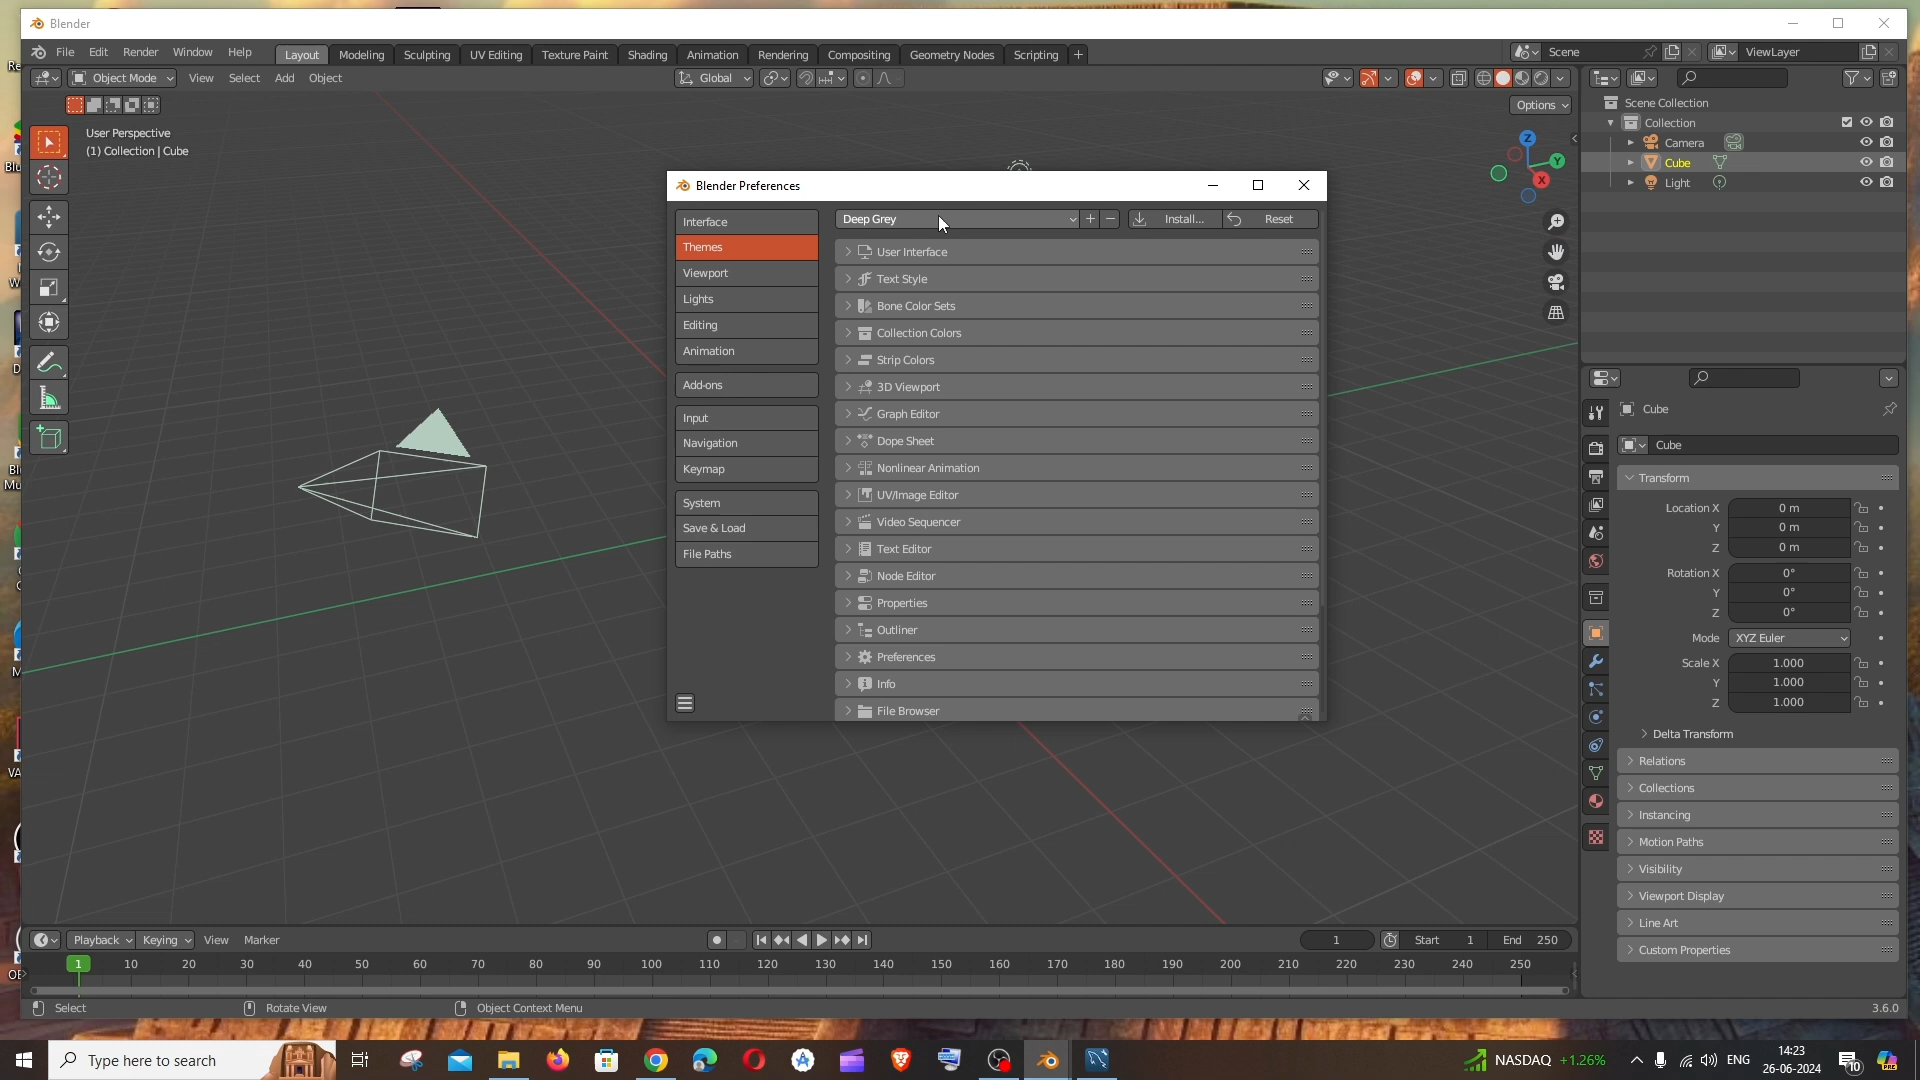 Blender
File Edit Render Window Help Layout Modeling Sculpting UV Editing Texture Paint Shading Animation Rendering Compositing Geometry Nodes Scripting + Scene ViewLayer
Object Mode View Select Add Object Global
Options
User Perspective
(1) Collection | Cube
Z
Y
X
Scene Collection
Collection
Camera
Cube
Light
Blender Preferences
Interface
Themes
Viewport
Lights
Editing
Animation
Add-ons
Input
Navigation
Keymap
System
Save & Load
File Paths
Deep Grey + − Install... Reset
User Interface
Text Style
Bone Color Sets
Collection Colors
Strip Colors
3D Viewport
Graph Editor
Dope Sheet
Nonlinear Animation
UV/Image Editor
Video Sequencer
Text Editor
Node Editor
Properties
Outliner
Preferences
Info
File Browser
Cube
Cube
Transform
Location X 0 m
Y 0 m
Z 0 m
Rotation X 0°
Y 0°
Z 0°
Mode XYZ Euler
Scale X 1.000
Y 1.000
Z 1.000
Delta Transform
Relations
Collections
Instancing
Motion Paths
Visibility
Viewport Display
Line Art
Custom Properties
Playback Keying View Marker 1 Start 1 End 250
1 10 20 30 40 50 60 70 80 90 100 110 120 130 140 150 160 170 180 190 200 210 220 230 240 250
Select Rotate View Object Context Menu 3.6.0
Type here to search NASDAQ +1.26% ENG 14:23
26-06-2024
10